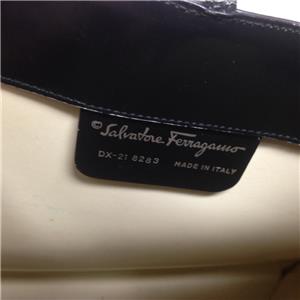 © Salvatore Ferragamo
DX-21 8283 MADE IN ITALY